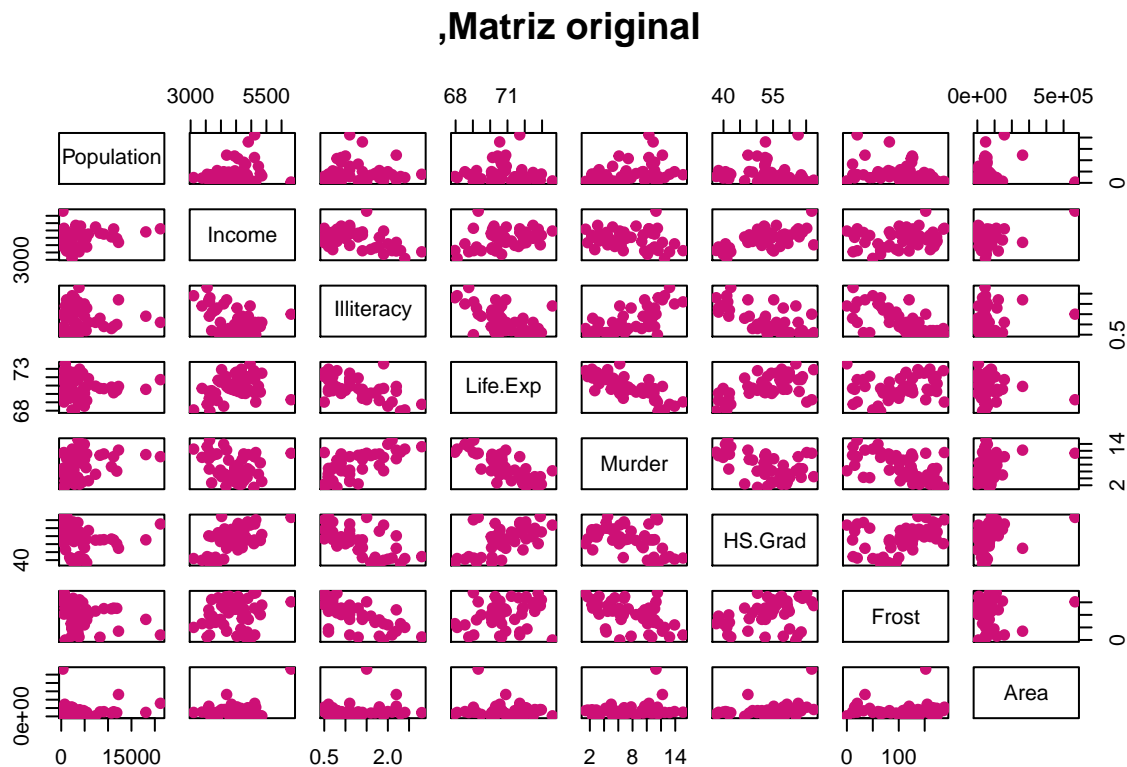 ,Matriz original
3000 5500 68 71 40 55 0e+00 5e+05
Population 0
3000 Income
Illiteracy 0.5
68 73 Life.Exp
Murder 2 14
40 HS.Grad
Frost 0
0e+00 Area
0 15000 0.5 2.0 2 8 14 0 100